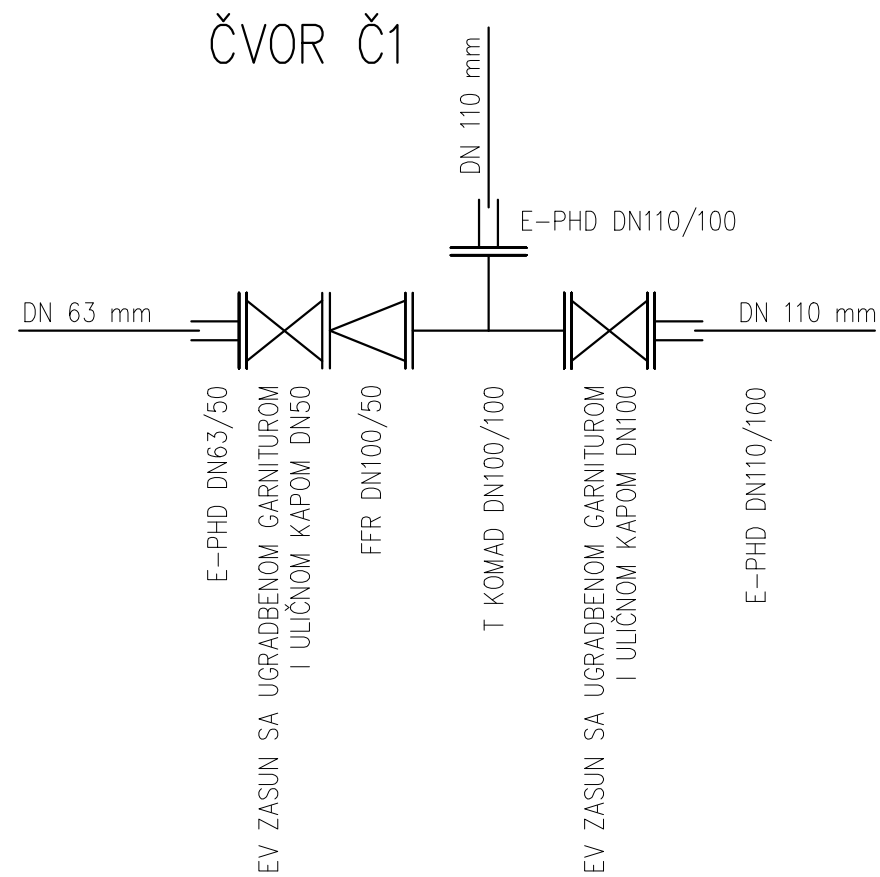 ČVOR Č1
DN 110 mm
E-PHD DN110/100
DN 63 mm
DN 110 mm
E-PHD DN63/50
EV ZASUN SA UGRADBENOM GARNITUROM
I ULIČNOM KAPOM DN50
FFR DN100/50
T KOMAD DN100/100
EV ZASUN SA UGRADBENOM GARNITUROM
I ULIČNOM KAPOM DN100
E-PHD DN110/100